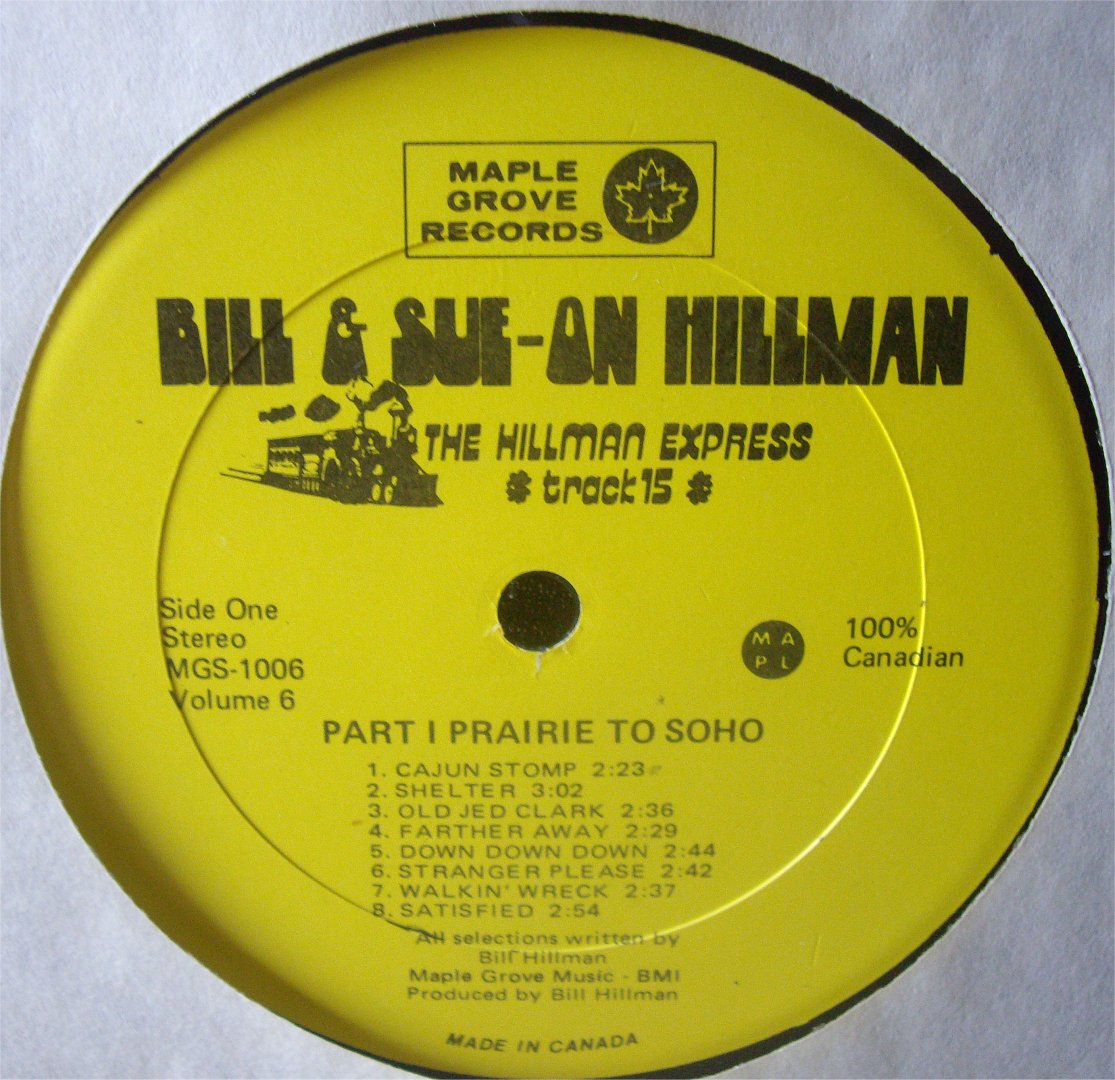 MAPLE
GROVE
RECORDS
BILL & SUE-ON HILLMAN
THE HILLMAN EXPRESS
* track 15 *
Side One
Stereo
MGS-1006
Volume 6
M A
P L
100%
Canadian
PART I PRAIRIE TO SOHO
1. CAJUN STOMP 2:23
2. SHELTER 3:02
3. OLD JED CLARK 2:36
4. FARTHER AWAY 2:29
5. DOWN DOWN DOWN 2:44
6. STRANGER PLEASE 2:42
7. WALKIN' WRECK 2:37
8. SATISFIED 2:54
All selections written by
Bill Hillman
Maple Grove Music - BMI
Produced by Bill Hillman
MADE IN CANADA